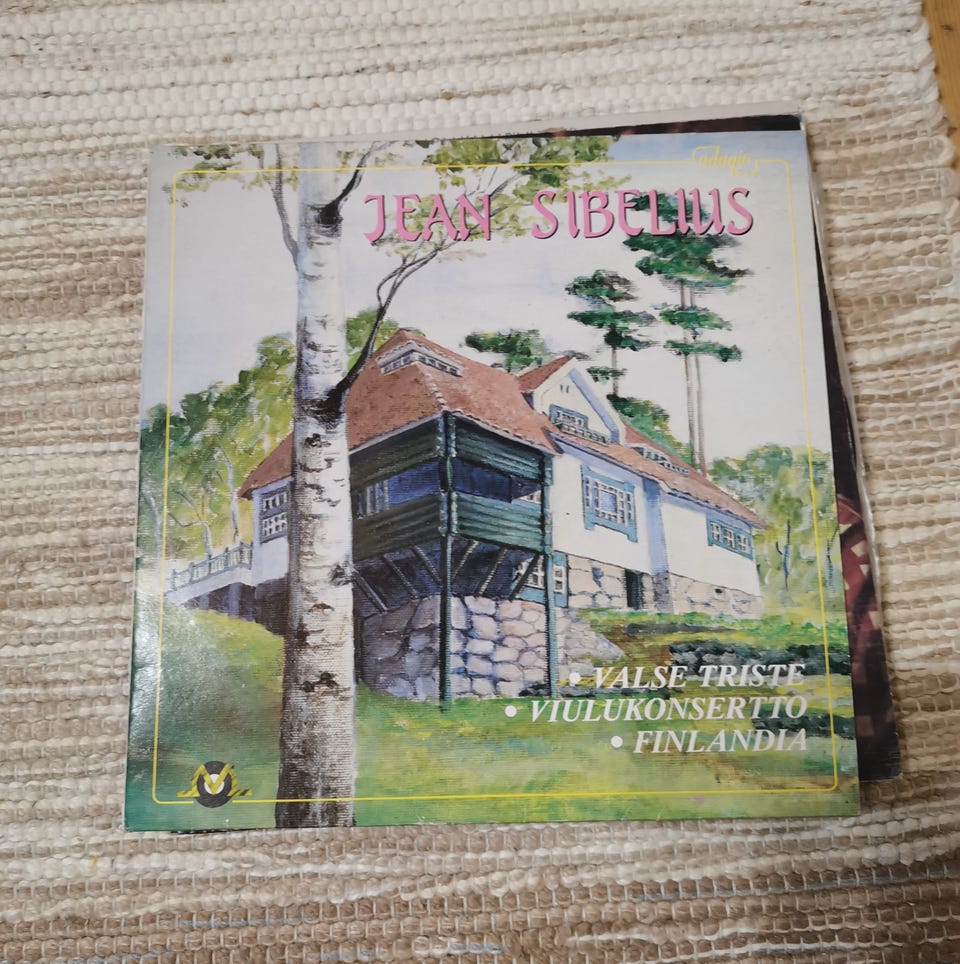 adagio
JEAN SIBELIUS
• VALSE TRISTE
• VIULUKONSERTTO
• FINLANDIA